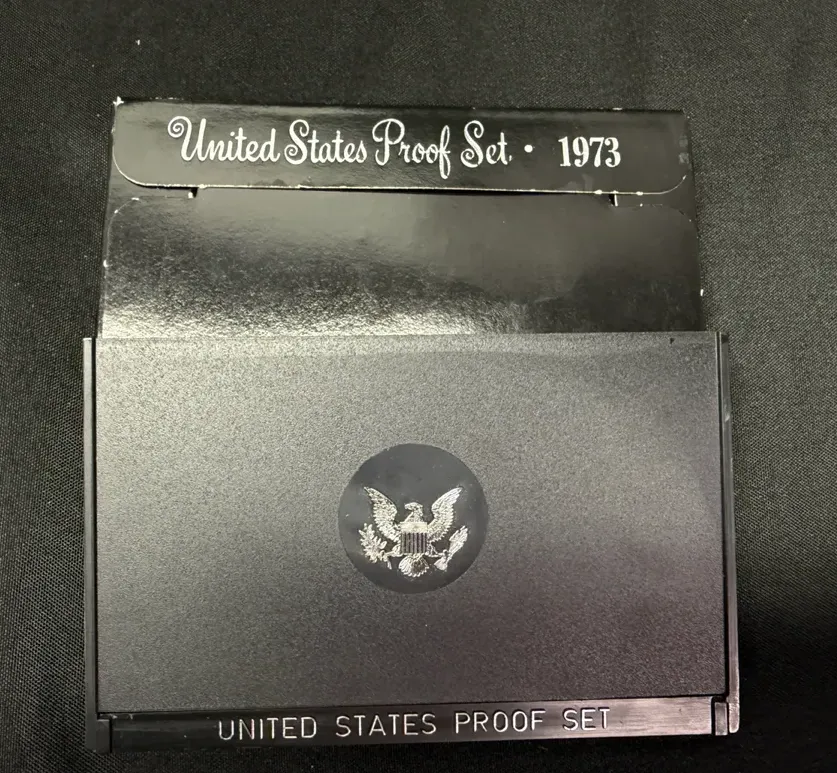 United States Proof Set • 1973
UNITED STATES PROOF SET